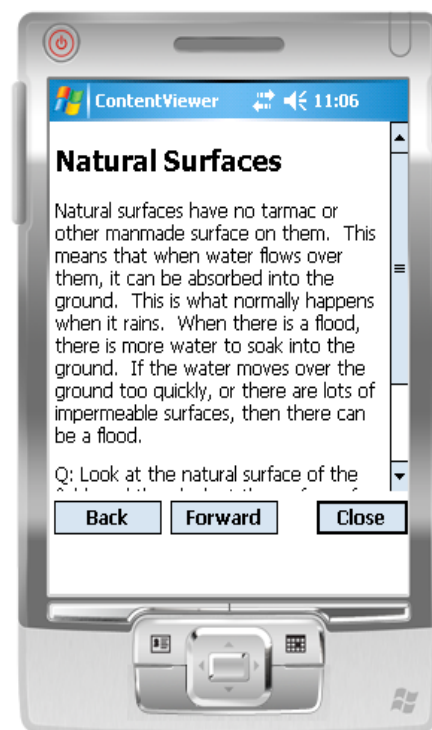 ContentViewer 11:06
Natural Surfaces
Natural surfaces have no tarmac or
other manmade surface on them. This
means that when water flows over
them, it can be absorbed into the
ground. This is what normally happens
when it rains. When there is a flood,
there is more water to soak into the
ground. If the water moves over the
ground too quickly, or there are lots of
impermeable surfaces, then there can
be a flood.
Q: Look at the natural surface of the
Back Forward Close